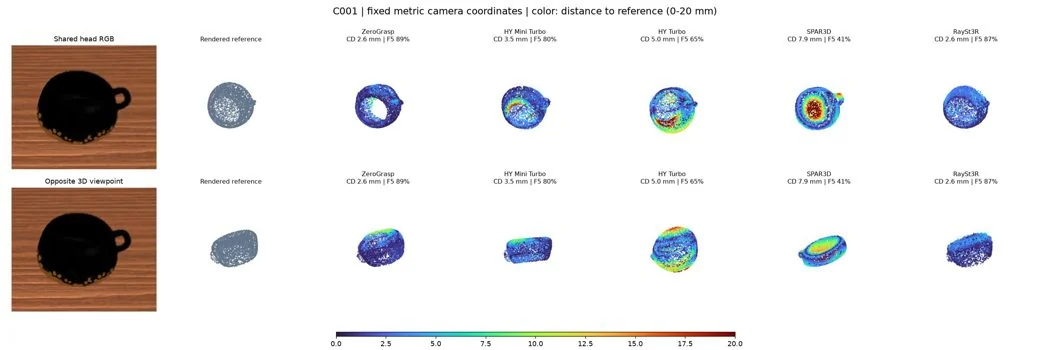 C001 | fixed metric camera coordinates | color: distance to reference (0-20 mm)
Shared head RGB
Rendered reference
ZeroGrasp
CD 2.6 mm | F5 89%
HY Mini Turbo
CD 3.5 mm | F5 80%
HY Turbo
CD 5.0 mm | F5 65%
SPAR3D
CD 7.9 mm | F5 41%
RaySt3R
CD 2.6 mm | F5 87%
Opposite 3D viewpoint
Rendered reference
ZeroGrasp
CD 2.6 mm | F5 89%
HY Mini Turbo
CD 3.5 mm | F5 80%
HY Turbo
CD 5.0 mm | F5 65%
SPAR3D
CD 7.9 mm | F5 41%
RaySt3R
CD 2.6 mm | F5 87%
0.0 2.5 5.0 7.5 10.0 12.5 15.0 17.5 20.0